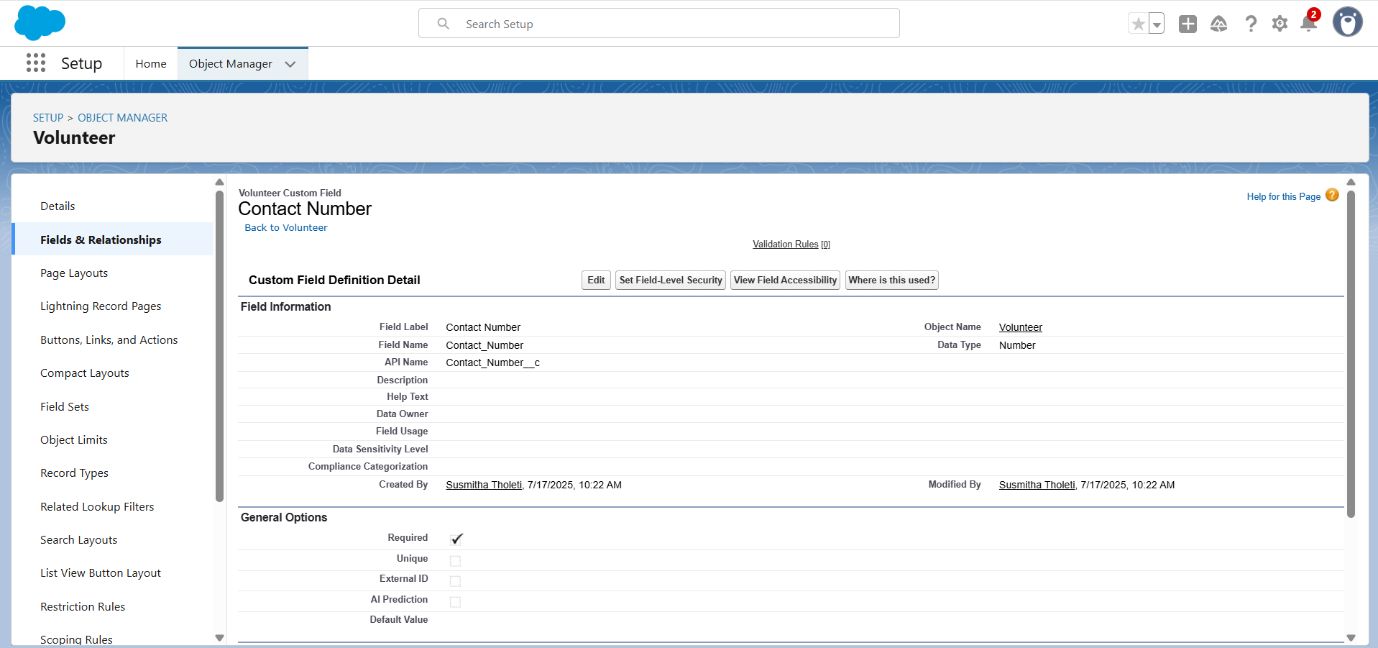 Search Setup
2
Setup
Home
Object Manager
SETUP > OBJECT MANAGER
Volunteer
Details
Fields & Relationships
Page Layouts
Lightning Record Pages
Buttons, Links, and Actions
Compact Layouts
Field Sets
Object Limits
Record Types
Related Lookup Filters
Search Layouts
List View Button Layout
Restriction Rules
Scoping Rules
Volunteer Custom Field
Contact Number
Back to Volunteer
Help for this Page ?
Validation Rules [0]
Custom Field Definition Detail
Edit
Set Field-Level Security
View Field Accessibility
Where is this used?
Field Information
Field Label Contact Number Object Name Volunteer
Field Name Contact_Number Data Type Number
API Name Contact_Number__c
Description
Help Text
Data Owner
Field Usage
Data Sensitivity Level
Compliance Categorization
Created By Susmitha Tholeti, 7/17/2025, 10:22 AM Modified By Susmitha Tholeti, 7/17/2025, 10:22 AM
General Options
Required
Unique
External ID
AI Prediction
Default Value